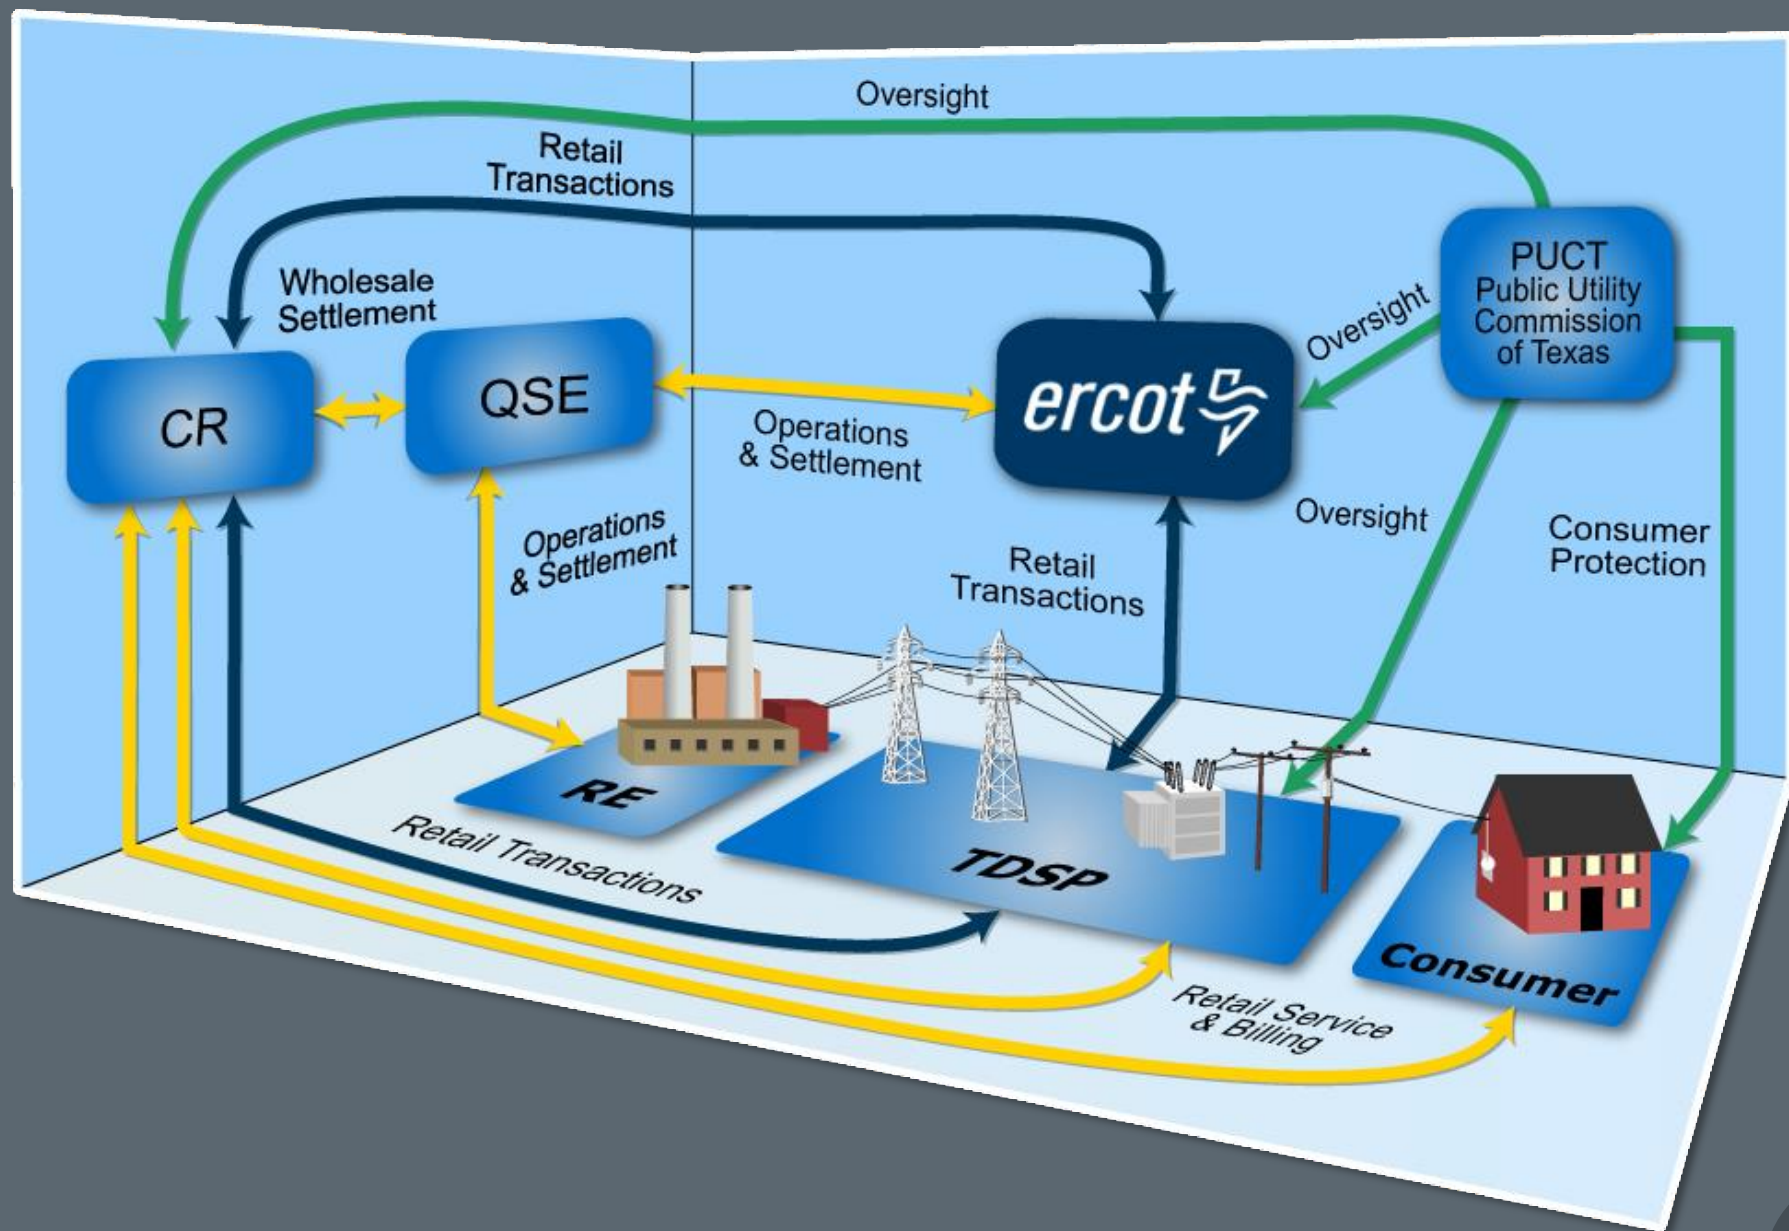 Oversight
Retail
Transactions
Wholesale
Settlement
PUCT
Public Utility
Commission
of Texas
Oversight
CR
QSE
ercot
Operations
& Settlement
Operations
& Settlement
Oversight
Consumer
Protection
Retail
Transactions
RE
Retail Transactions
TDSP
Consumer
Retail Service
& Billing